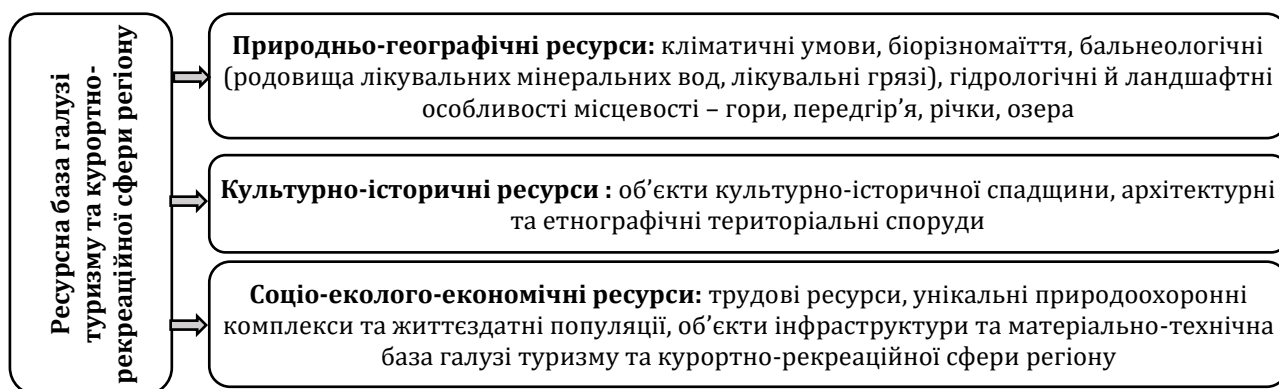 Ресурсна база галузі
туризму та курортно-
рекреаційної сфери регіону
Природньо-географічні ресурси: кліматичні умови, біорізномаїття, бальнеологічні
(родовища лікувальних мінеральних вод, лікувальні грязі), гідрологічні й ландшафтні
особливості місцевості – гори, передгір’я, річки, озера
Культурно-історичні ресурси : об’єкти культурно-історичної спадщини, архітектурні
та етнографічні територіальні споруди
Соціо-еколого-економічні ресурси: трудові ресурси, унікальні природоохоронні
комплекси та життєздатні популяції, об’єкти інфраструктури та матеріально-технічна
база галузі туризму та курортно-рекреаційної сфери регіону